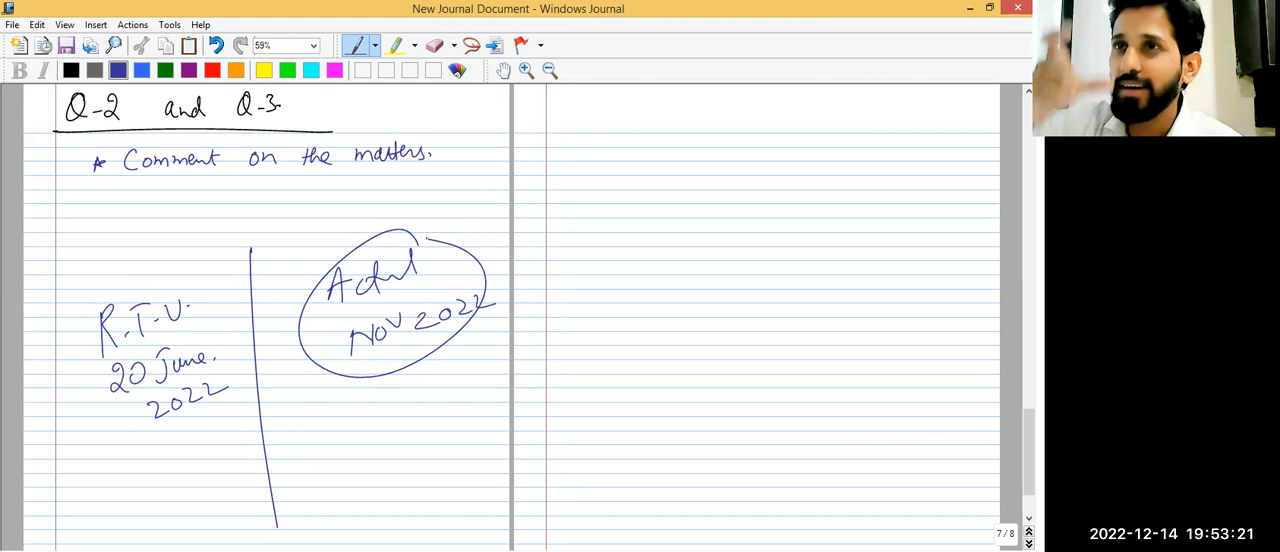 New Journal Document - Windows Journal
File Edit View Insert Actions Tools Help
59%
B I
Q-2 and Q-3
* Comment on the matters.
R.T.U.
20 June.
2022
Nov 2022
7 / 8
2022-12-14 19:53:21